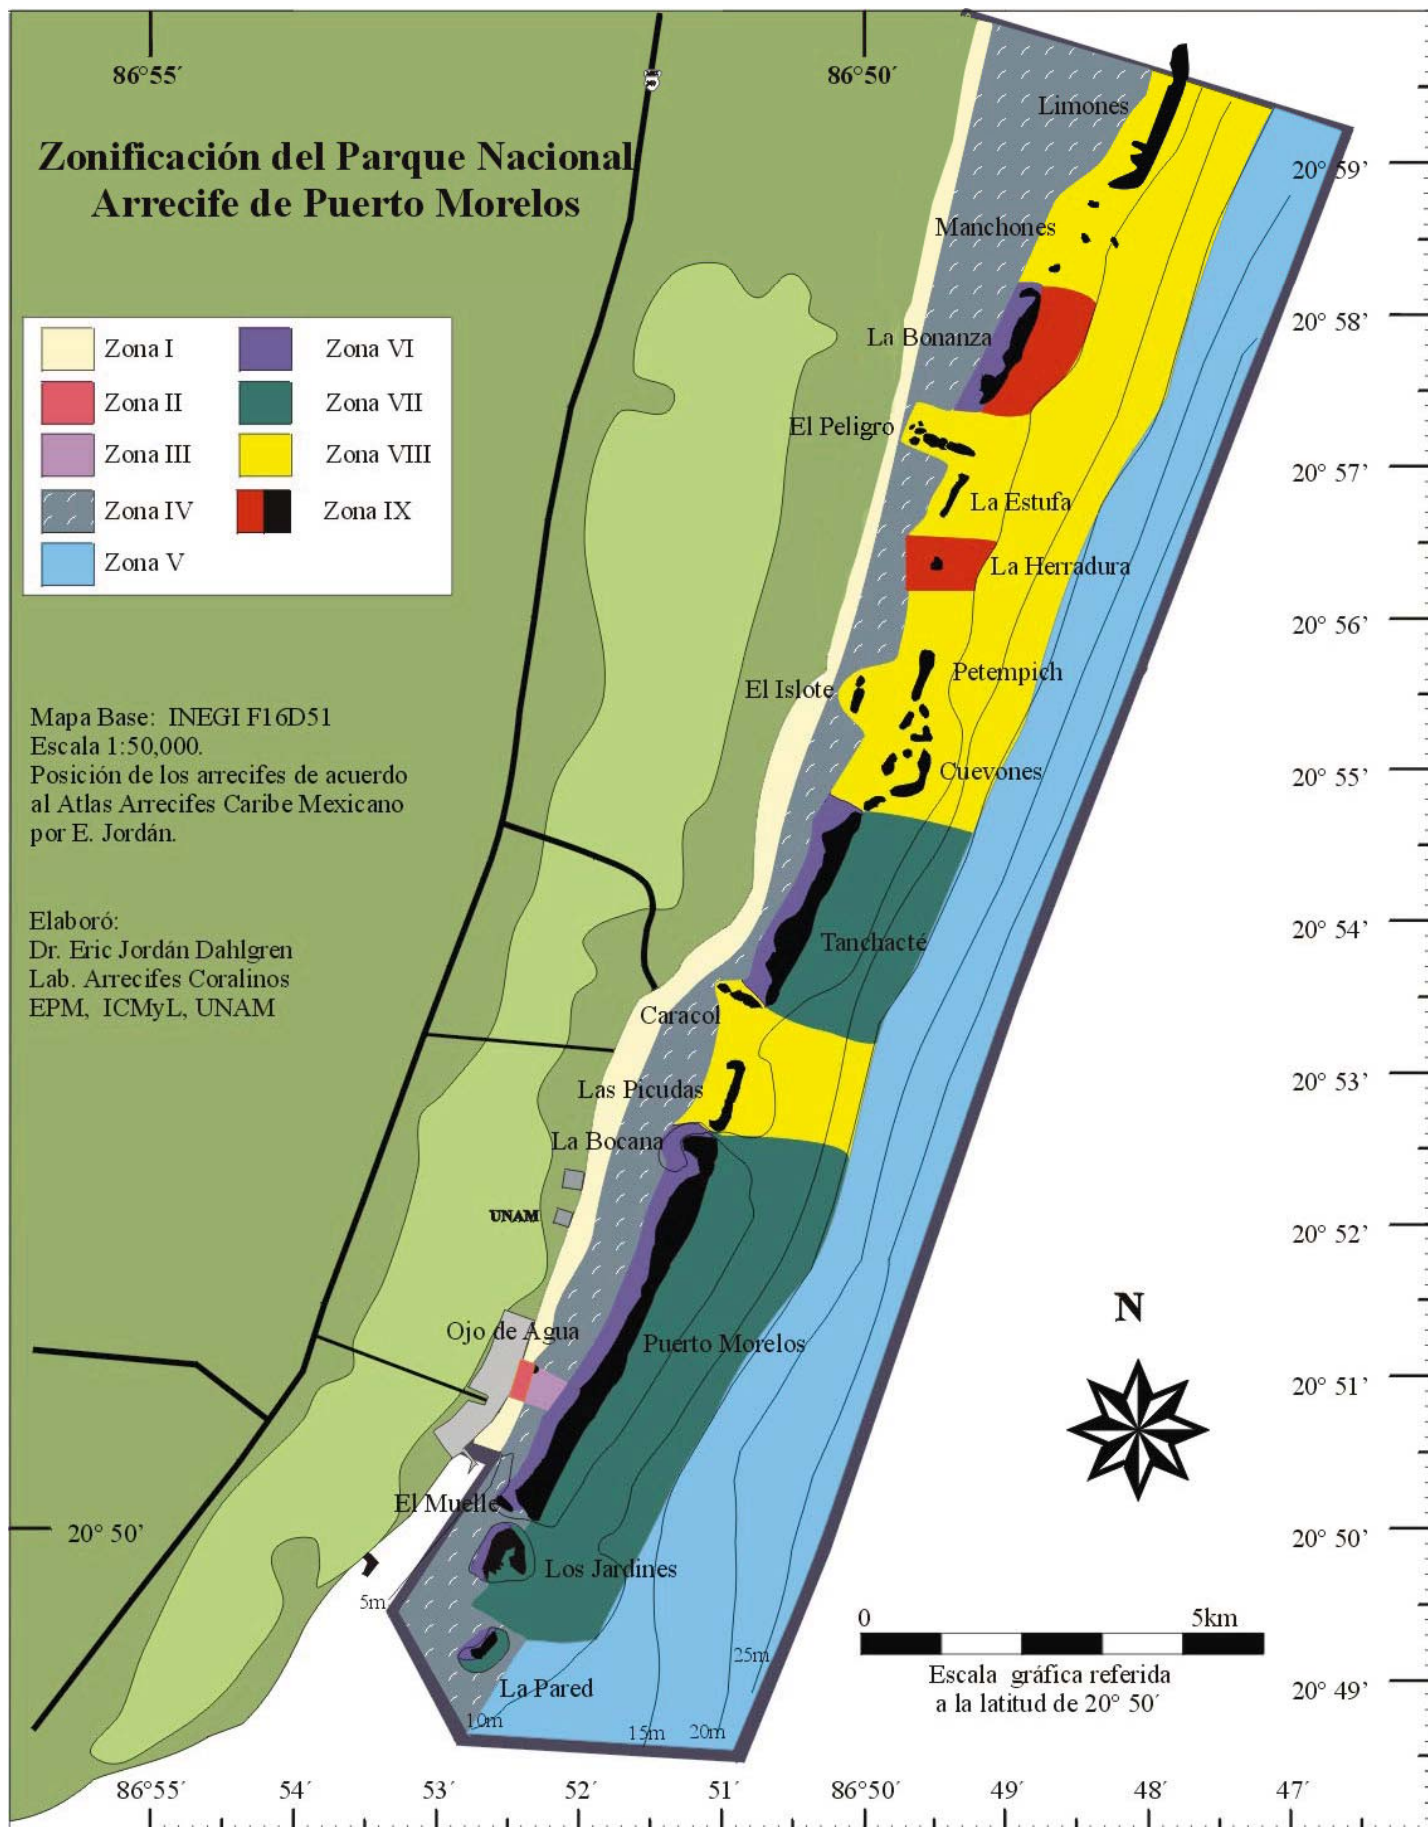 86°55´
86°50´
Zonificación del Parque Nacional
Arrecife de Puerto Morelos
Zona I
Zona II
Zona III
Zona IV
Zona V
Zona VI
Zona VII
Zona VIII
Zona IX
Mapa Base: INEGI F16D51
Escala 1:50,000.
Posición de los arrecifes de acuerdo
al Atlas Arrecifes Caribe Mexicano
por E. Jordán.
Elaboró:
Dr. Eric Jordán Dahlgren
Lab. Arrecifes Coralinos
EPM, ICMyL, UNAM
Limones
Manchones
La Bonanza
El Peligro
La Estufa
La Herradura
Petempich
El Islote
Cuevones
Tanchacté
Caracol
Las Picudas
La Bocana
UNAM
Ojo de Agua
Puerto Morelos
El Muelle
Los Jardines
La Pared
5m
10m
15m
20m
25m
20° 59’
20° 58’
20° 57’
20° 56’
20° 55’
20° 54’
20° 53’
20° 52’
20° 51’
20° 50’
20° 49’
20° 50’
N
0 5km
Escala gráfica referida
a la latitud de 20° 50´
86°55´ 54´ 53´ 52´ 51´ 86°50´ 49´ 48´ 47´